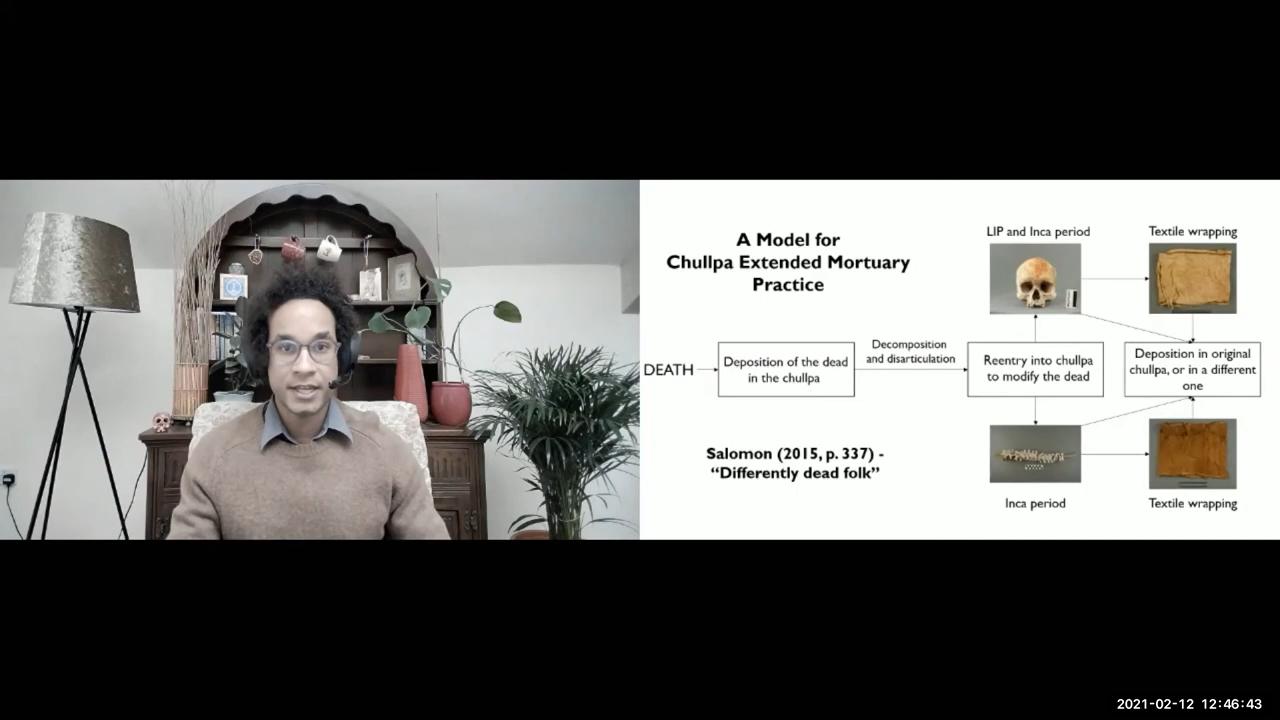 A Model for
Chullpa Extended Mortuary
Practice
LIP and Inca period
Textile wrapping
DEATH
Deposition of the dead
in the chullpa
Decomposition
and disarticulation
Reentry into chullpa
to modify the dead
Deposition in original
chullpa, or in a different
one
Salomon (2015, p. 337) -
“Differently dead folk”
Inca period
Textile wrapping
2021-02-12 12:46:43